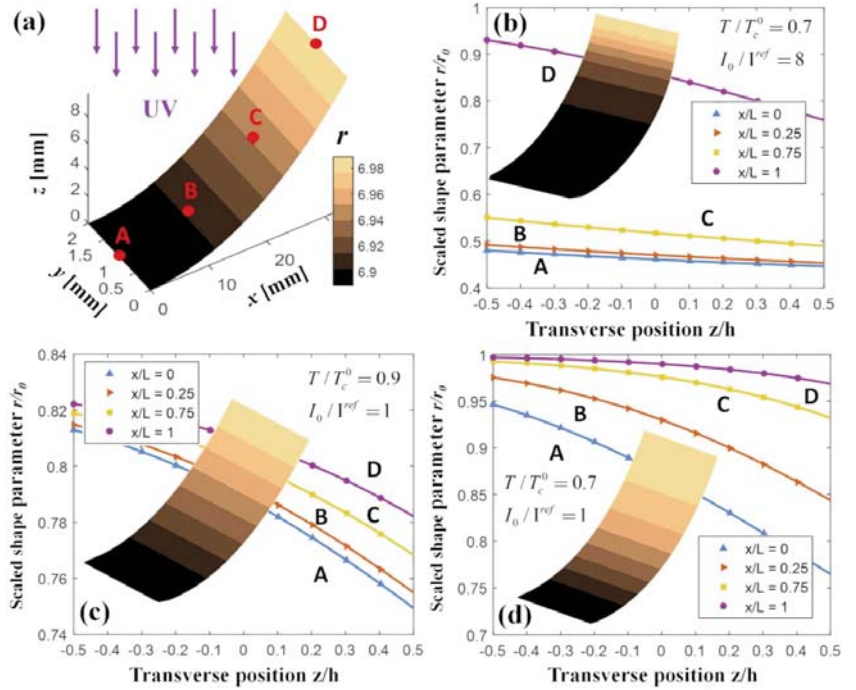 (a)
UV
A
B
C
D
r
6.98
6.96
6.94
6.92
6.9
z [mm]
8
6
4
2
0
y [mm]
2
1.5
1
0.5
0
x [mm]
0
10
20
(b)
T / T_c^0 = 0.7
I_0 / I^ref = 8
x/L = 0
x/L = 0.25
x/L = 0.75
x/L = 1
D
C
B
A
Scaled shape parameter r/r_0
1
0.9
0.8
0.7
0.6
0.5
0.4
-0.5 -0.4 -0.3 -0.2 -0.1 0 0.1 0.2 0.3 0.4 0.5
Transverse position z/h
(c)
x/L = 0
x/L = 0.25
x/L = 0.75
x/L = 1
T / T_c^0 = 0.9
I_0 / I^ref = 1
D
C
B
A
Scaled shape parameter r/r_0
0.84
0.82
0.8
0.78
0.76
0.74
-0.5 -0.4 -0.3 -0.2 -0.1 0 0.1 0.2 0.3 0.4 0.5
Transverse position z/h
(d)
A
B
C
D
T / T_c^0 = 0.7
I_0 / I^ref = 1
x/L = 0
x/L = 0.25
x/L = 0.75
x/L = 1
Scaled shape parameter r/r_0
1
0.95
0.9
0.85
0.8
0.75
0.7
-0.5 -0.4 -0.3 -0.2 -0.1 0 0.1 0.2 0.3 0.4 0.5
Transverse position z/h